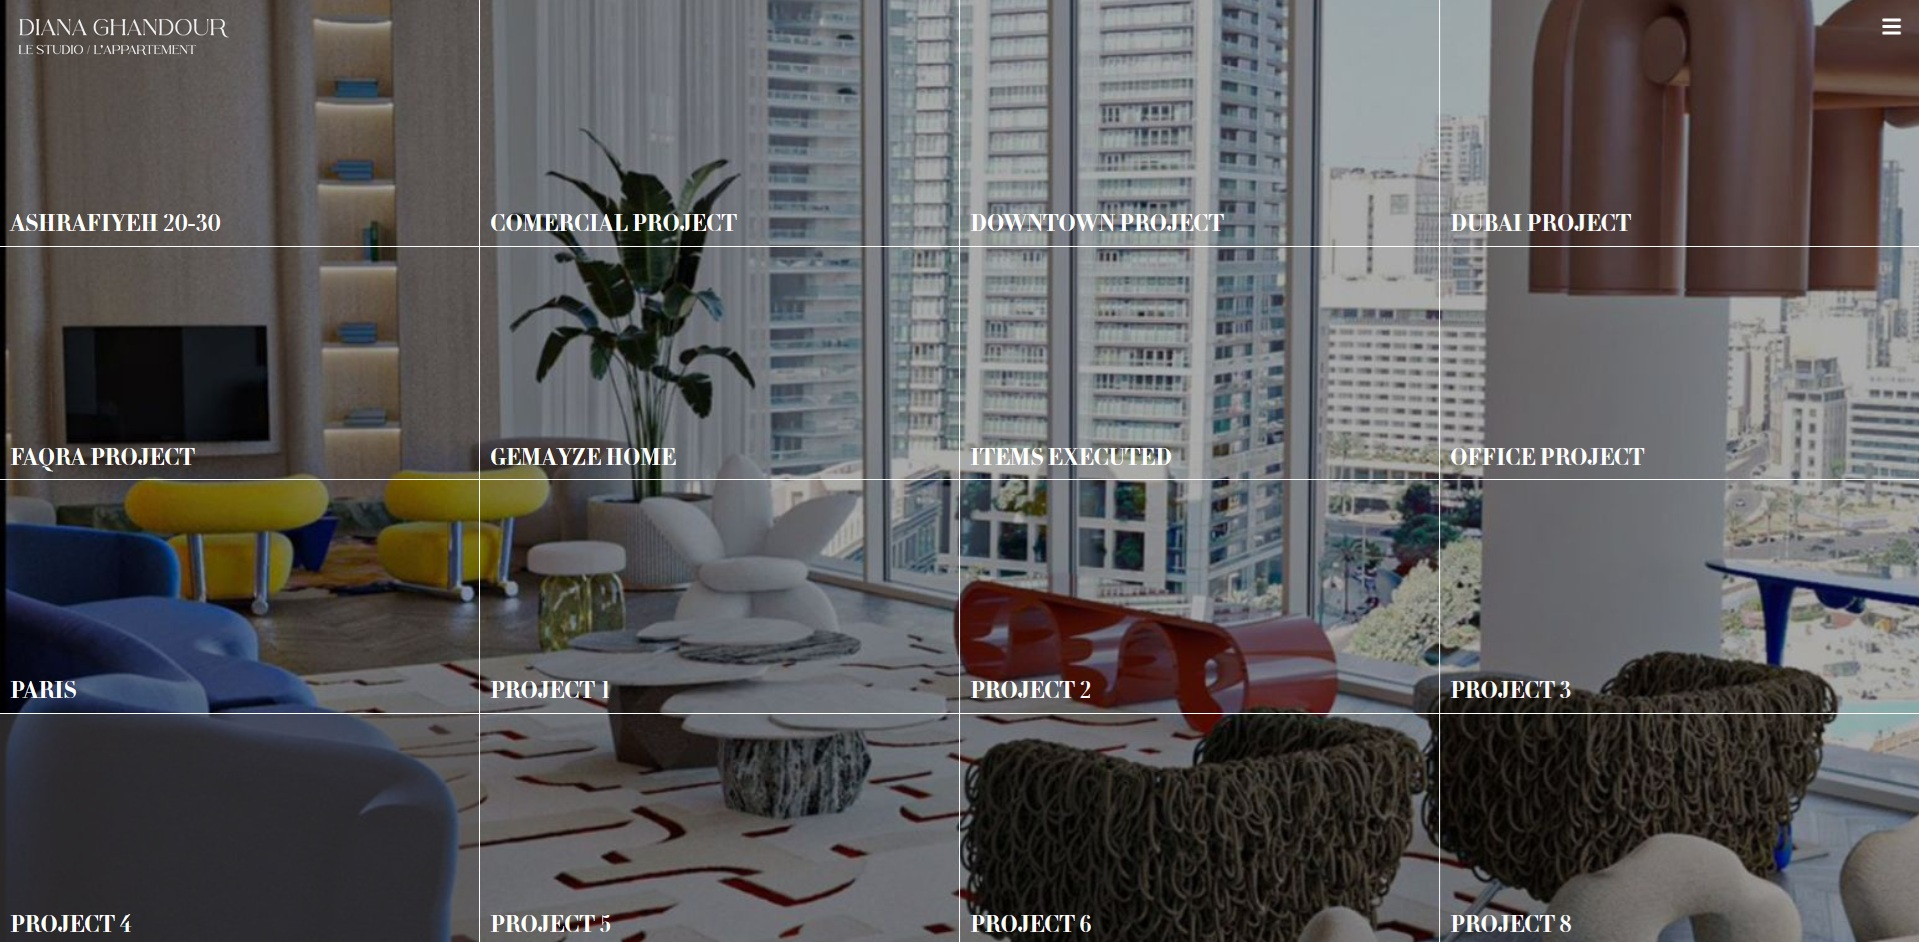 DIANA GHANDOUR
LE STUDIO / L'APPARTEMENT
ASHRAFIYEH 20-30
COMERCIAL PROJECT
DOWNTOWN PROJECT
DUBAI PROJECT
FAQRA PROJECT
GEMAYZE HOME
ITEMS EXECUTED
OFFICE PROJECT
PARIS
PROJECT 1
PROJECT 2
PROJECT 3
PROJECT 4
PROJECT 5
PROJECT 6
PROJECT 8